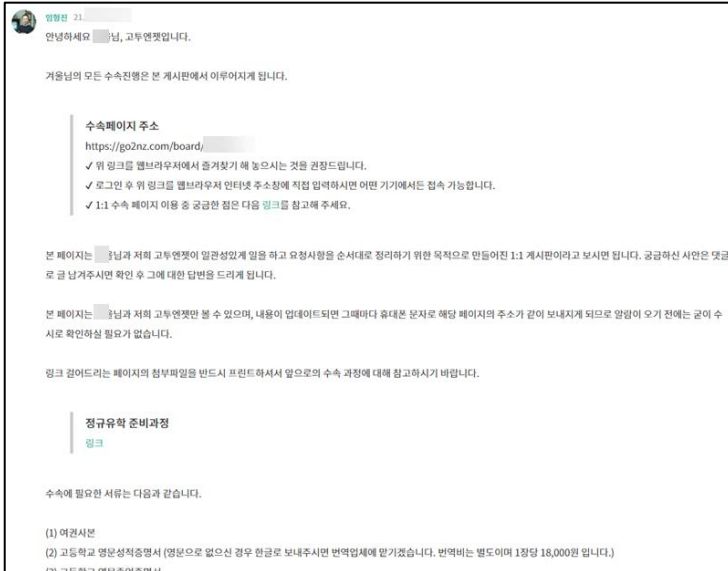 임형진 21.
안녕하세요 님, 고투엔젯입니다.
겨울님의 모든 수속진행은 본 게시판에서 이루어지게 됩니다.
수속페이지 주소
https://go2nz.com/board/
✓ 위 링크를 웹브라우저에서 즐겨찾기 해 놓으시는 것을 권장드립니다.
✓ 로그인 후 위 링크를 웹브라우저 인터넷 주소창에 직접 입력하시면 어떤 기기에서든 접속 가능합니다.
✓ 1:1 수속 페이지 이용 중 궁금한 점은 다음 링크를 참고해 주세요.
본 페이지는 님과 저희 고투엔젯이 일관성있게 일을 하고 요청사항을 순서대로 정리하기 위한 목적으로 만들어진 1:1 게시판이라고 보시면 됩니다. 궁금하신 사안은 댓글
로 글 남겨주시면 확인 후 그에 대한 답변을 드리게 됩니다.
본 페이지는 님과 저희 고투엔젯만 볼 수 있으며, 내용이 업데이트되면 그때마다 휴대폰 문자로 해당 페이지의 주소가 같이 보내지게 되므로 알람이 오기 전에는 굳이 수
시로 확인하실 필요가 없습니다.
링크 걸어드리는 페이지의 첨부파일을 반드시 프린트하셔서 앞으로의 수속 과정에 대해 참고하시기 바랍니다.
정규유학 준비과정
링크
수속에 필요한 서류는 다음과 같습니다.
(1) 여권사본
(2) 고등학교 영문성적증명서 (영문으로 없으신 경우 한글로 보내주시면 번역업체에 맡기겠습니다. 번역비는 별도이며 1장당 18,000원 입니다.)